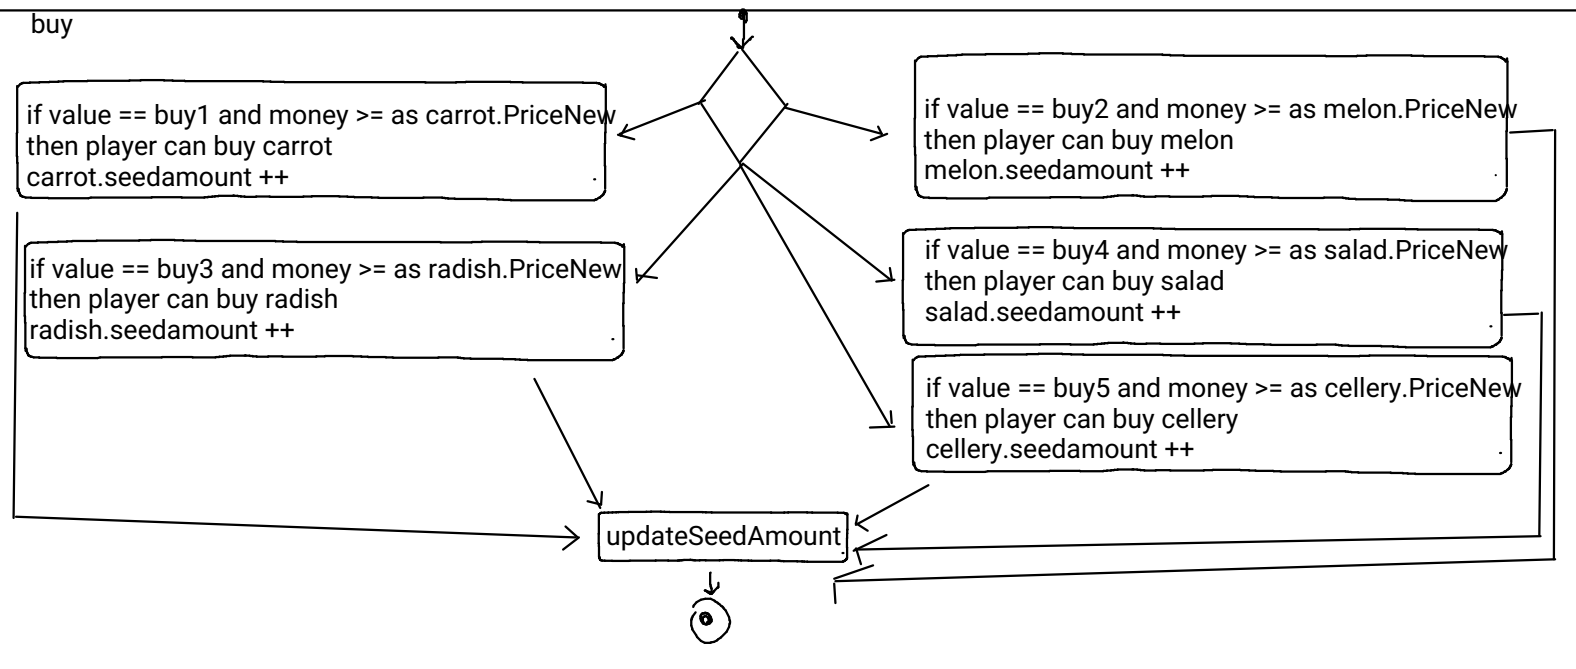 buy
if value == buy1 and money >= as carrot.PriceNew
then player can buy carrot
carrot.seedamount ++
if value == buy2 and money >= as melon.PriceNew
then player can buy melon
melon.seedamount ++
if value == buy3 and money >= as radish.PriceNew
then player can buy radish
radish.seedamount ++
if value == buy4 and money >= as salad.PriceNew
then player can buy salad
salad.seedamount ++
if value == buy5 and money >= as cellery.PriceNew
then player can buy cellery
cellery.seedamount ++
updateSeedAmount